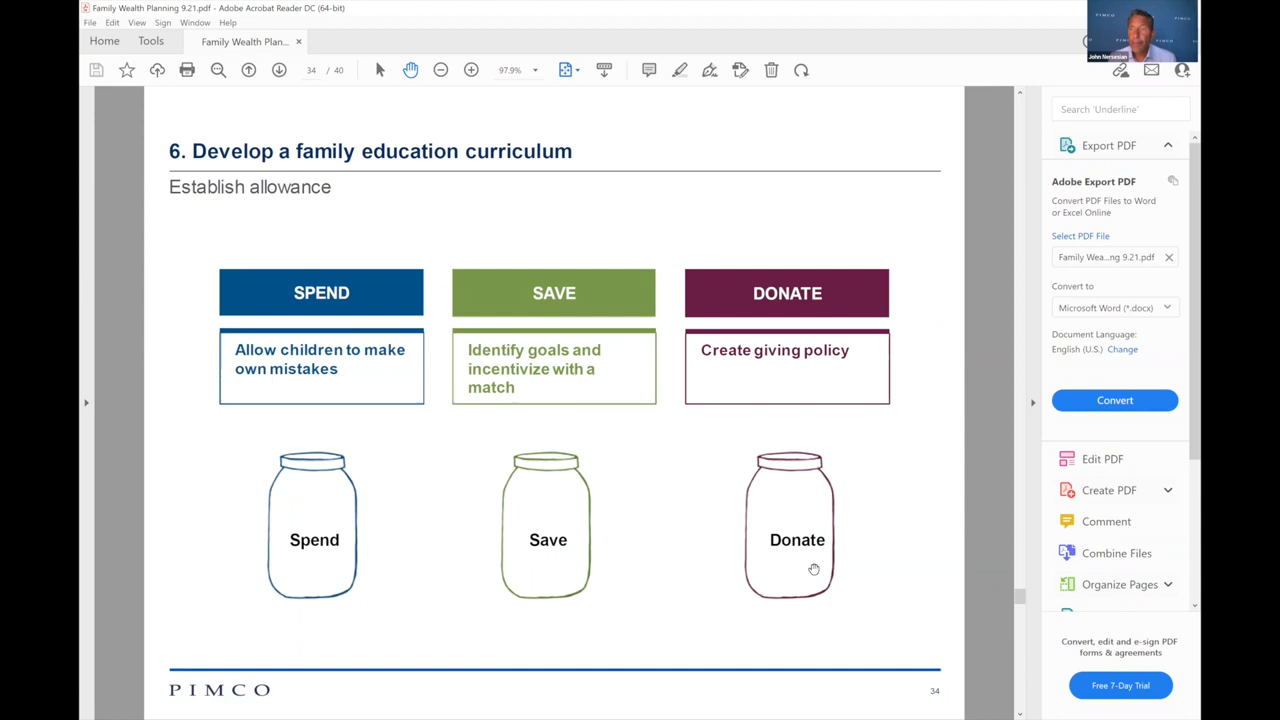 Family Wealth Planning 9.21.pdf - Adobe Acrobat Reader DC (64-bit)
File Edit View Sign Window Help
Home Tools Family Wealth Plan... ×
34 / 40 97.9%
PIMCO
John Nersesian
6. Develop a family education curriculum
Establish allowance
SPEND SAVE DONATE
Allow children to make
own mistakes
Identify goals and
incentivize with a
match
Create giving policy
Spend Save Donate
PIMCO
34
Search 'Underline'
Export PDF
Adobe Export PDF
Convert PDF Files to Word
or Excel Online
Select PDF File
Family Wea...ng 9.21.pdf
Convert to
Microsoft Word (*.docx)
Document Language:
English (U.S.) Change
Convert
Edit PDF
Create PDF
Comment
Combine Files
Organize Pages
Convert, edit and e-sign PDF
forms & agreements
Free 7-Day Trial